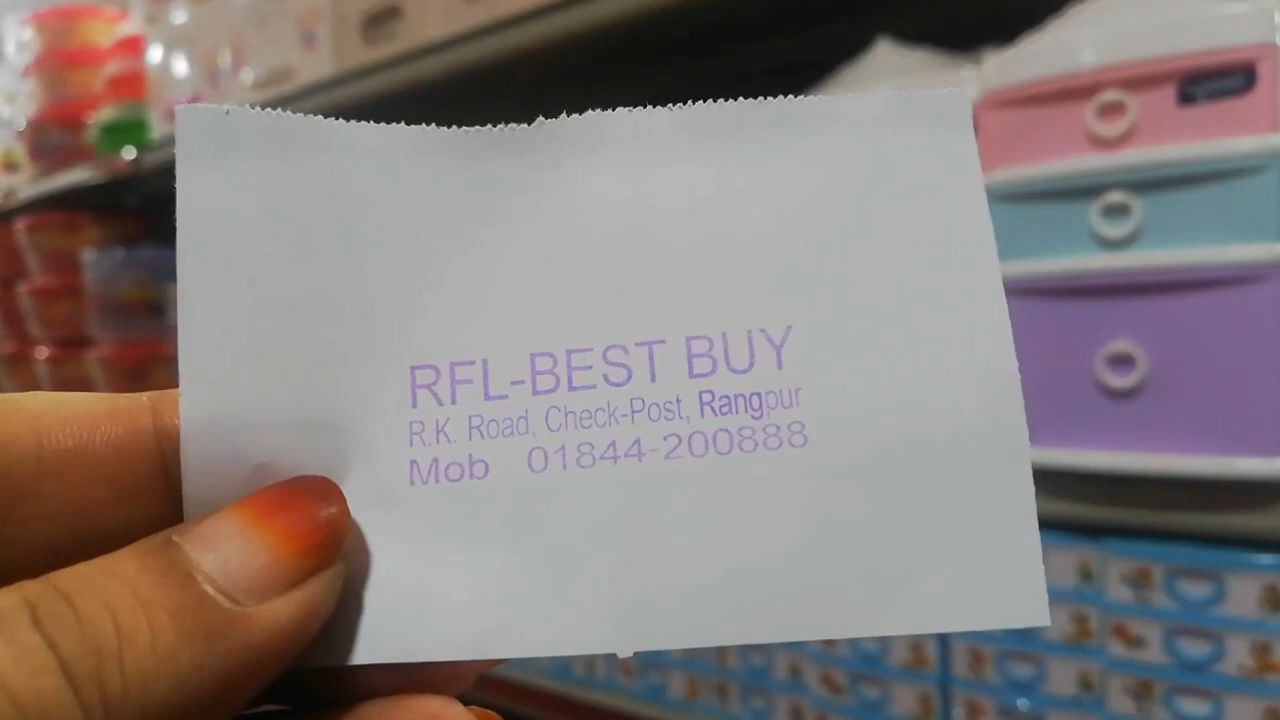 RFL-BEST BUY
R.K. Road, Check-Post, Rangpur
Mob 01844-200888